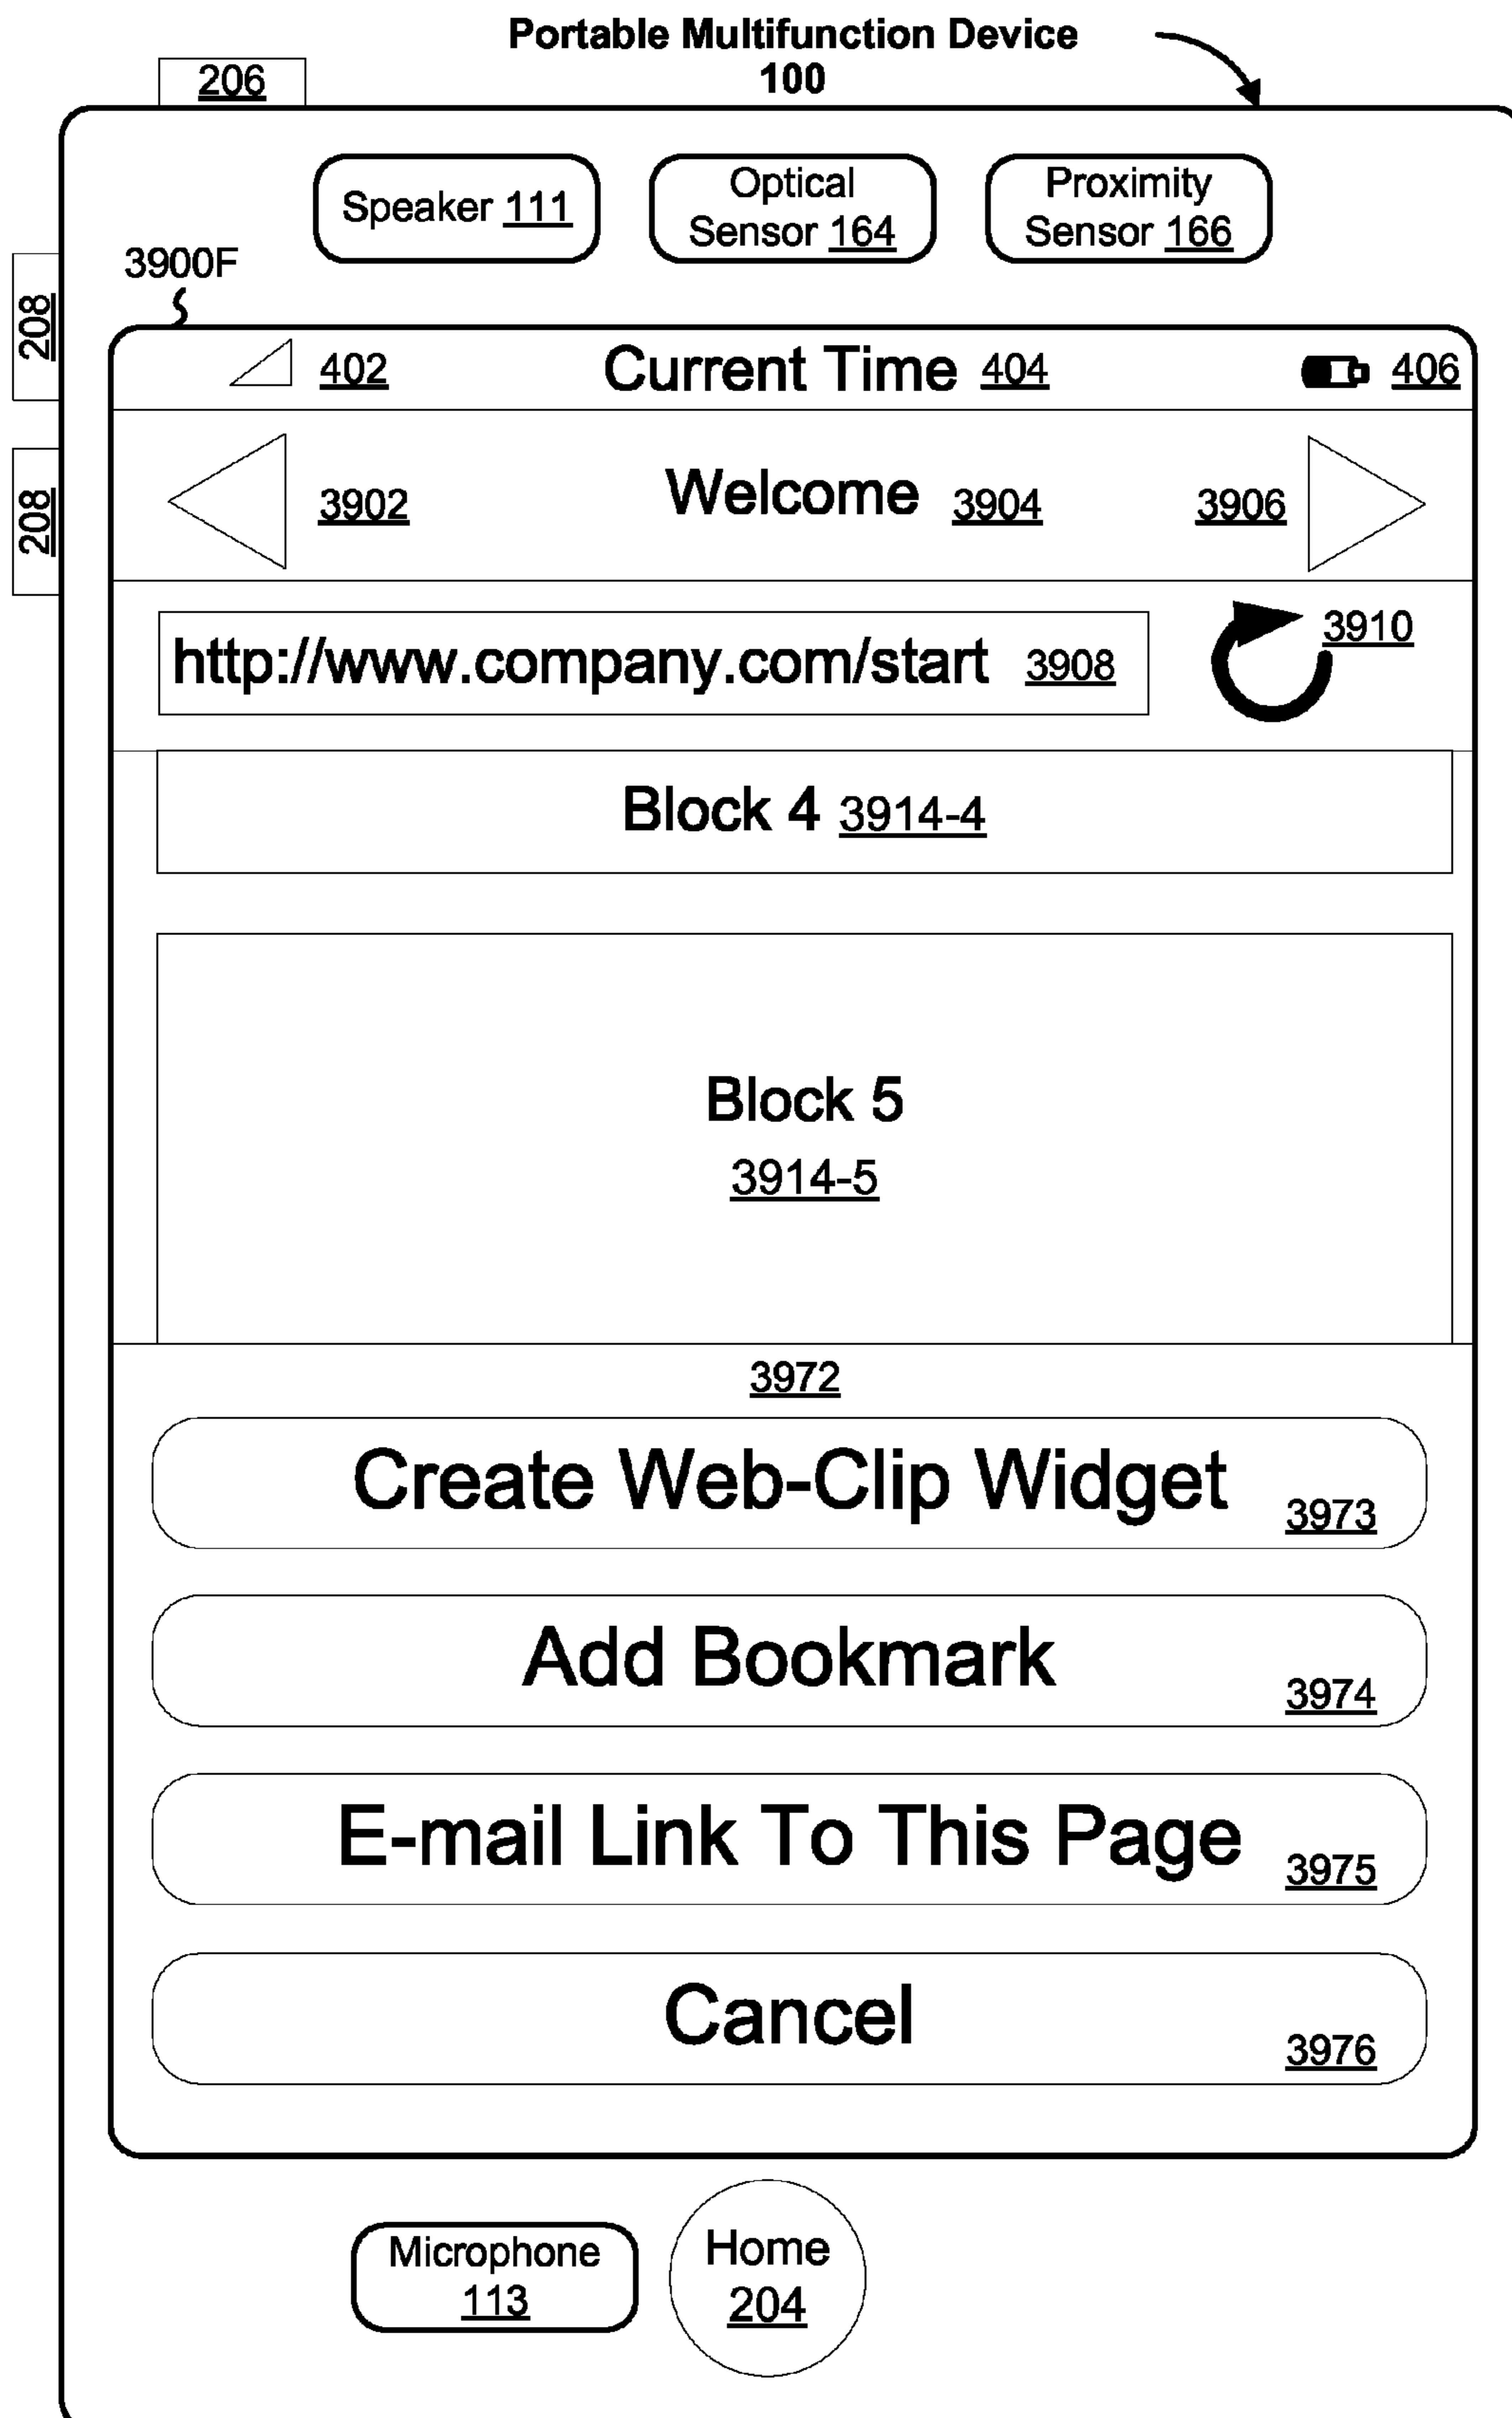 Portable Multifunction Device
100
206
Speaker 111
Optical
Sensor 164
Proximity
Sensor 166
3900F
208
208
402 Current Time 404 406
3902 Welcome 3904 3906
http://www.company.com/start 3908 3910
Block 4 3914-4
Block 5
3914-5
3972
Create Web-Clip Widget 3973
Add Bookmark 3974
E-mail Link To This Page 3975
Cancel 3976
Microphone
113
Home
204